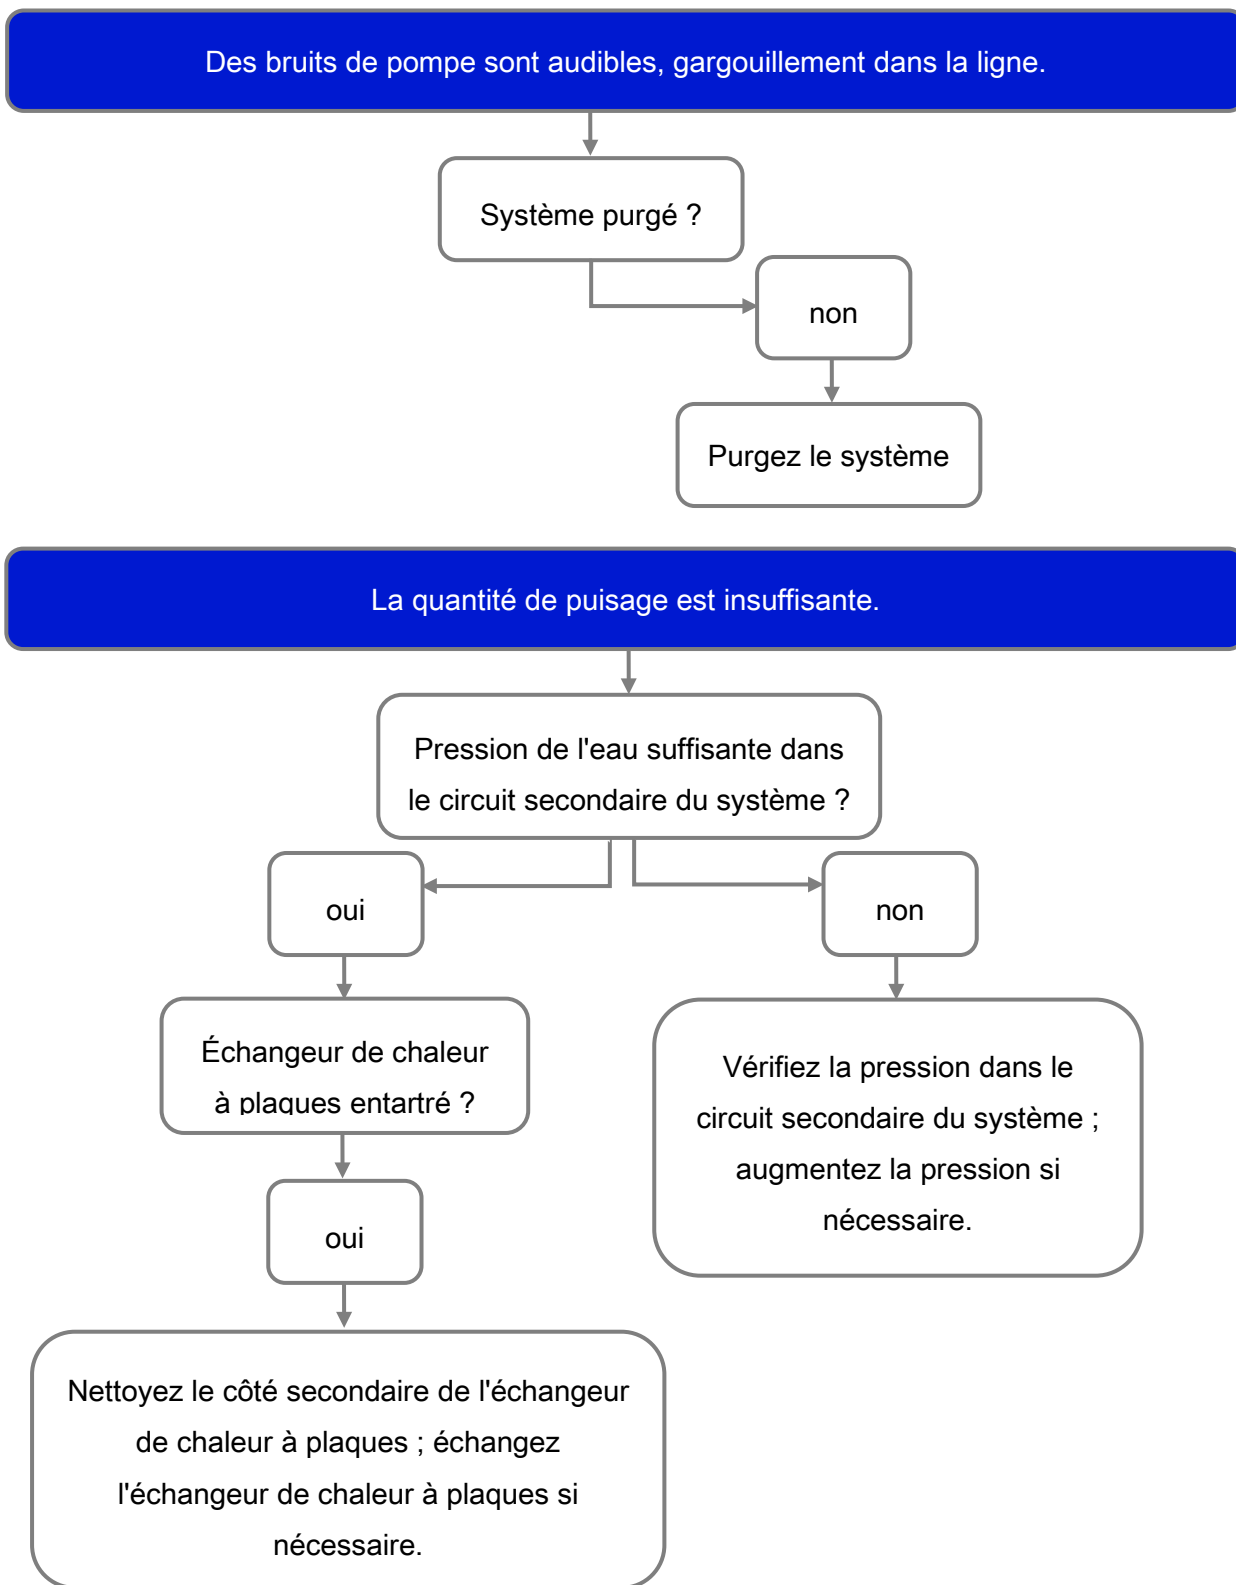 Des bruits de pompe sont audibles, gargouillement dans la ligne.
Système purgé ?
non
Purgez le système
La quantité de puisage est insuffisante.
Pression de l'eau suffisante dans
le circuit secondaire du système ?
oui
non
Échangeur de chaleur
à plaques entartré ?
Vérifiez la pression dans le
circuit secondaire du système ;
augmentez la pression si
nécessaire.
oui
Nettoyez le côté secondaire de l'échangeur
de chaleur à plaques ; échangez
l'échangeur de chaleur à plaques si
nécessaire.